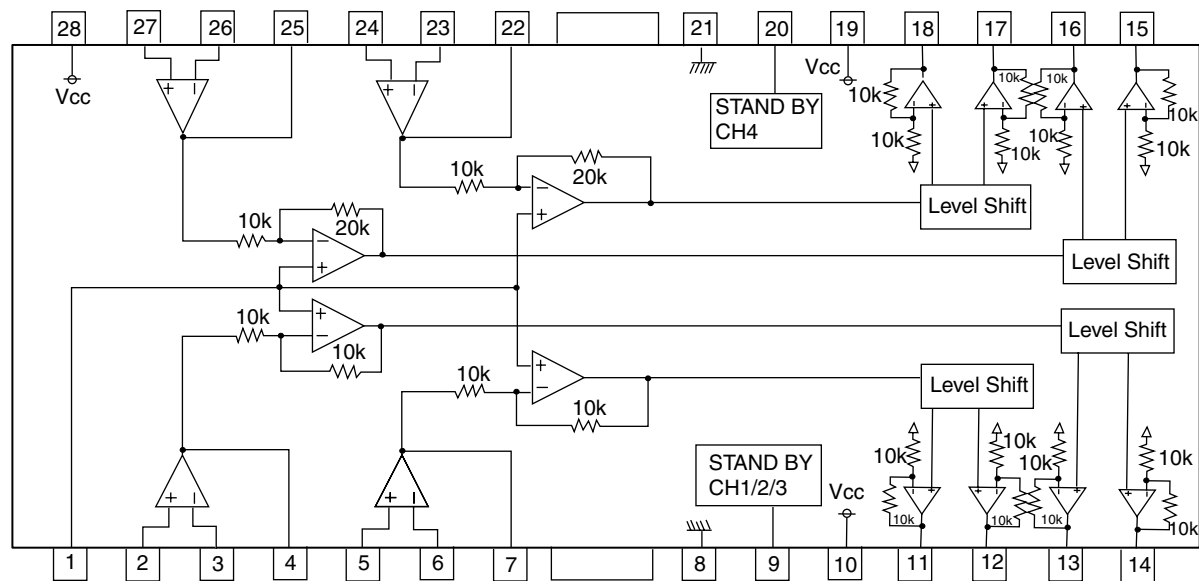 28 27 26 25 24 23 22 21 20 19 18 17 16 15
Vcc
+ −
+ −
STAND BY
CH4
Vcc
10k 10k 10k 10k
10k 10k 10k 10k
− + + − − + + −
10k
20k
−
+
Level Shift
10k
20k
−
+
Level Shift
10k
+
−
10k
Level Shift
10k
+
−
10k
Level Shift
+ −
+ −
STAND BY
CH1/2/3
Vcc
10k 10k 10k 10k
− + + − − + + −
10k 10k 10k 10k
1 2 3 4 5 6 7 8 9 10 11 12 13 14